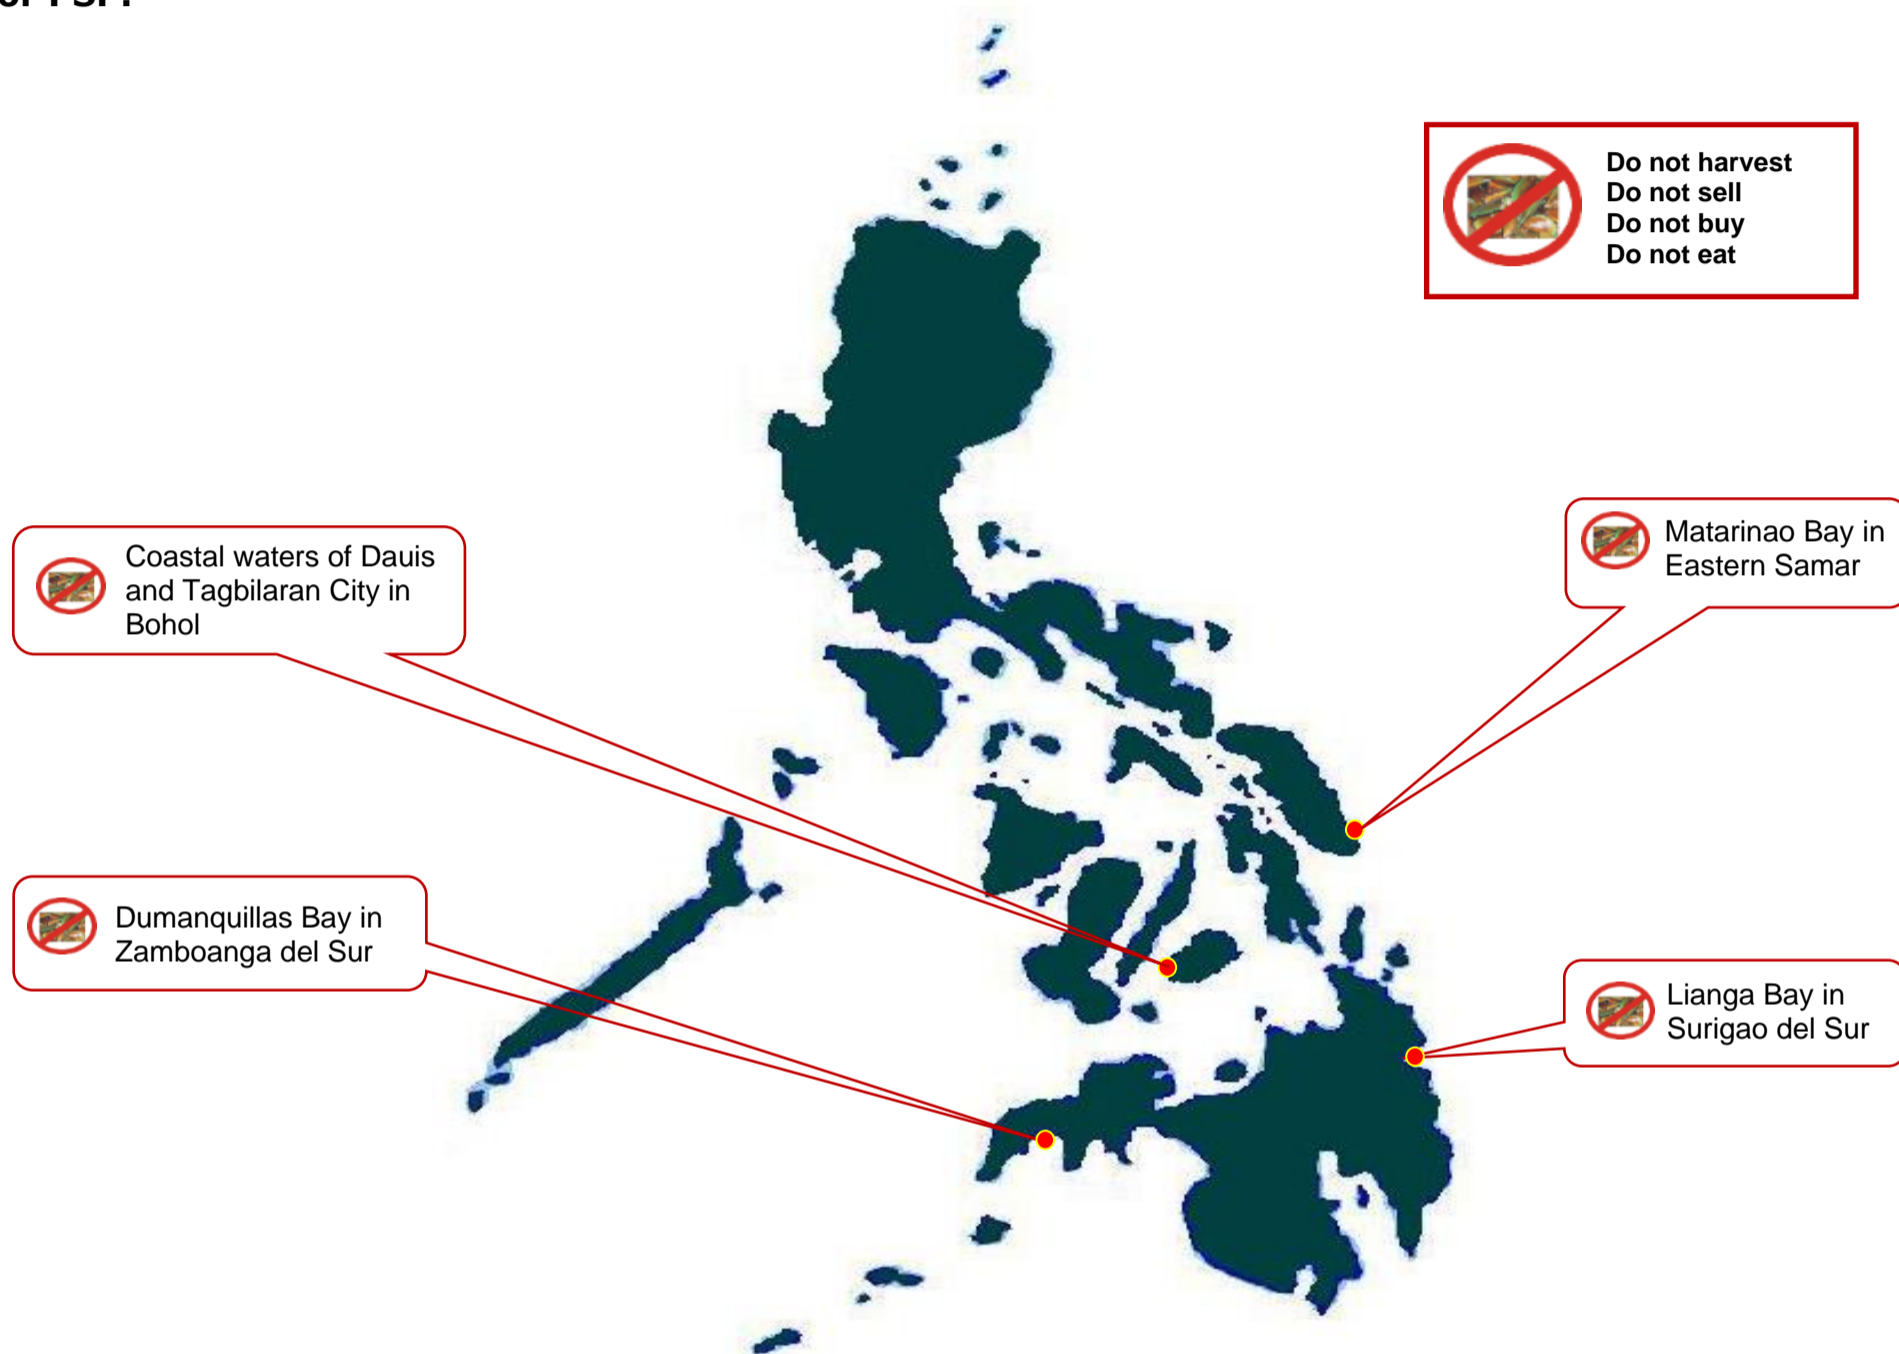 Do not harvest
Do not sell
Do not buy
Do not eat
Matarinao Bay in
Eastern Samar
Coastal waters of Dauis
and Tagbilaran City in
Bohol
Dumanquillas Bay in
Zamboanga del Sur
Lianga Bay in
Surigao del Sur